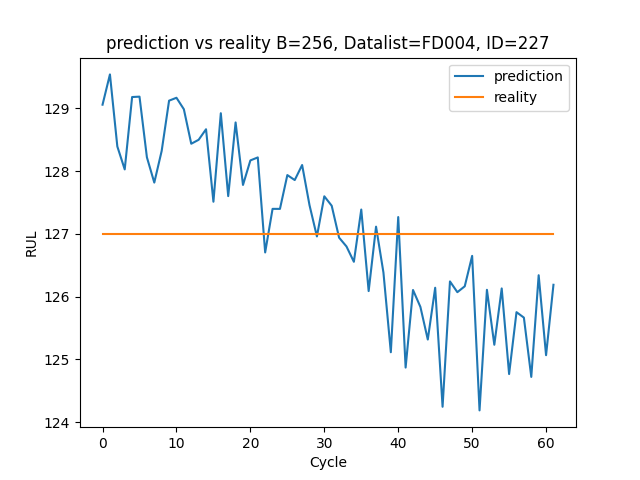 prediction vs reality B=256, Datalist=FD004, ID=227
prediction
reality
RUL
129
128
127
126
125
124
0 10 20 30 40 50 60
Cycle